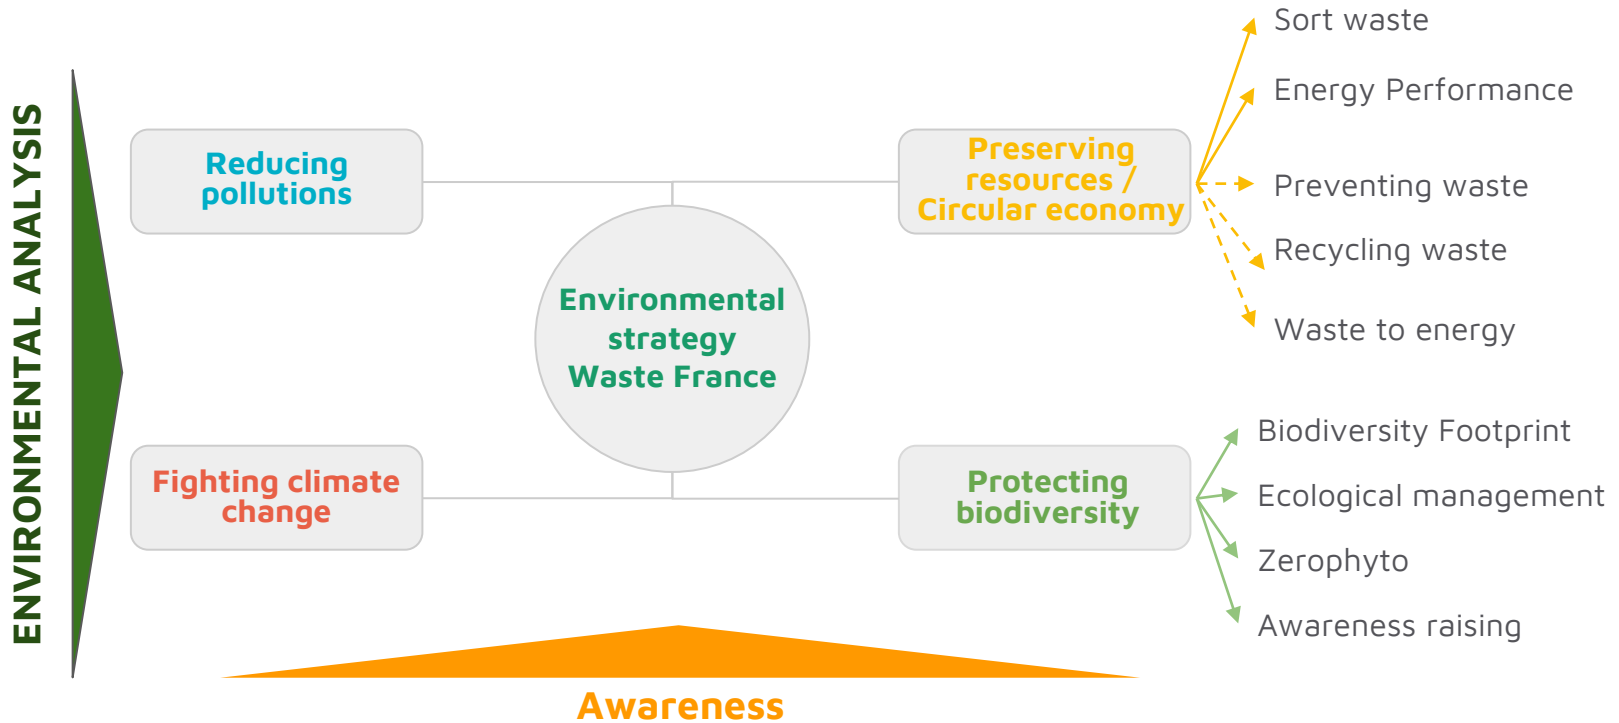 ENVIRONMENTAL ANALYSIS
Reducing
pollutions
Fighting climate
change
Environmental
strategy
Waste France
Preserving
resources /
Circular economy
Protecting
biodiversity
Sort waste
Energy Performance
Preventing waste
Recycling waste
Waste to energy
Biodiversity Footprint
Ecological management
Zerophyto
Awareness raising
Awareness